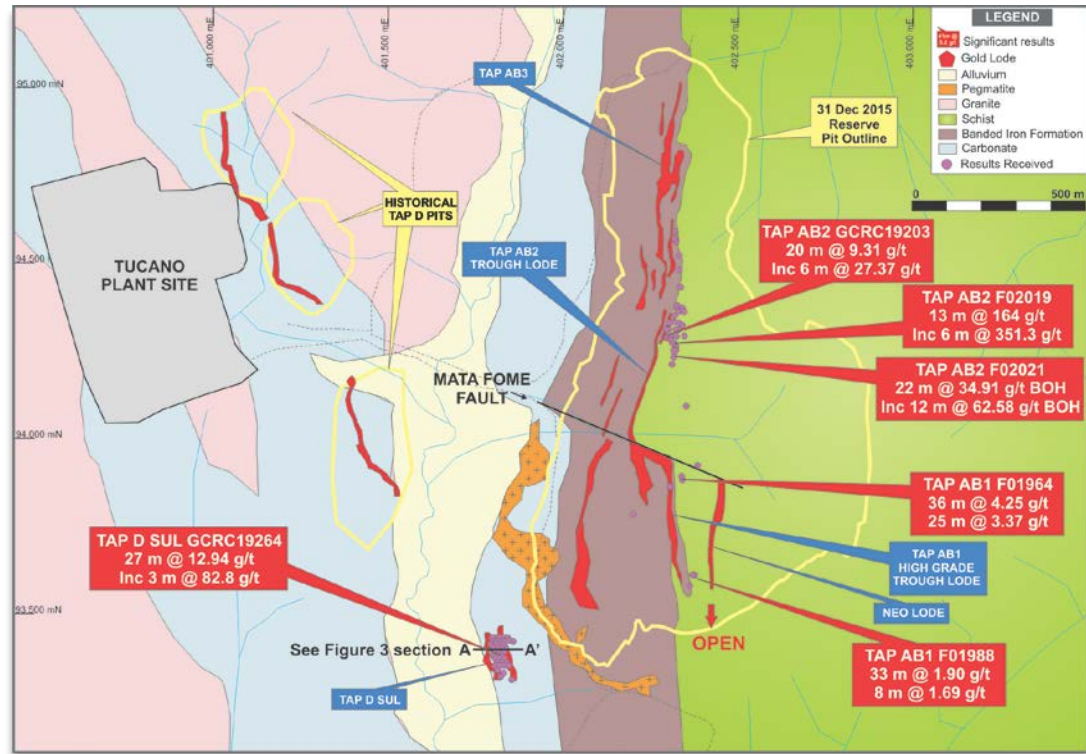 401.000 mE
401.500 mE
402.000 mE
402.500 mE
403.000 mE
95.000 mN
94.500 mN
94.000 mN
93.500 mN
LEGEND
Significant results
Gold Lode
Alluvium
Pegmatite
Granite
Schist
Banded Iron Formation
Carbonate
Results Received
0
500 m
TAP AB3
31 Dec 2015
Reserve
Pit Outline
HISTORICAL
TAP D PITS
TUCANO
PLANT SITE
TAP AB2
TROUGH LODE
TAP AB2 GCRC19203
20 m @ 9.31 g/t
Inc 6 m @ 27.37 g/t
TAP AB2 F02019
13 m @ 164 g/t
Inc 6 m @ 351.3 g/t
TAP AB2 F02021
22 m @ 34.91 g/t BOH
Inc 12 m @ 62.58 g/t BOH
MATA FOME
FAULT
TAP AB1 F01964
36 m @ 4.25 g/t
25 m @ 3.37 g/t
TAP D SUL GCRC19264
27 m @ 12.94 g/t
Inc 3 m @ 82.8 g/t
TAP AB1
HIGH GRADE
TROUGH LODE
NEO LODE
See Figure 3 section A A'
OPEN
TAP AB1 F01988
33 m @ 1.90 g/t
8 m @ 1.69 g/t
TAP D SUL